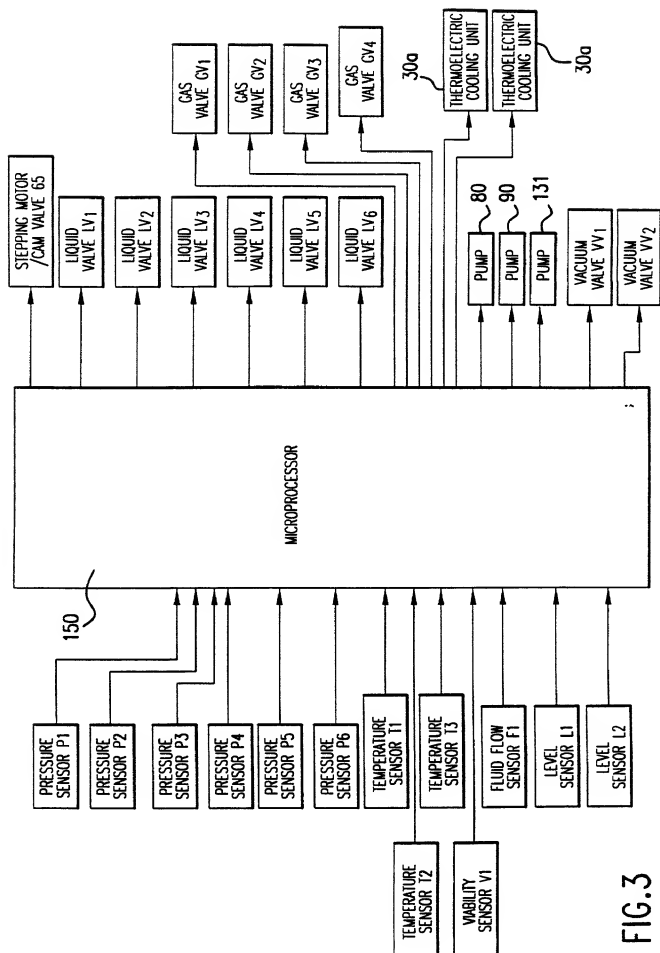 STEPPING MOTOR
/CAM VALVE 65
LIQUID
VALVE LV1
LIQUID
VALVE LV2
LIQUID
VALVE LV3
LIQUID
VALVE LV4
LIQUID
VALVE LV5
LIQUID
VALVE LV6
GAS
VALVE GV1
GAS
VALVE GV2
GAS
VALVE GV3
GAS
VALVE GV4
30a
THERMOELECTRIC
COOLING UNIT
THERMOELECTRIC
COOLING UNIT
30a
PUMP
80
PUMP
90
PUMP
131
VACUUM
VALVE VV1
VACUUM
VALVE VV2
MICROPROCESSOR
150
PRESSURE
SENSOR P1
PRESSURE
SENSOR P2
PRESSURE
SENSOR P3
PRESSURE
SENSOR P4
PRESSURE
SENSOR P5
PRESSURE
SENSOR P6
TEMPERATURE
SENSOR T1
TEMPERATURE
SENSOR T2
TEMPERATURE
SENSOR T3
VIABILITY
SENSOR V1
FLUID FLOW
SENSOR F1
LEVEL
SENSOR L1
LEVEL
SENSOR L2
FIG.3